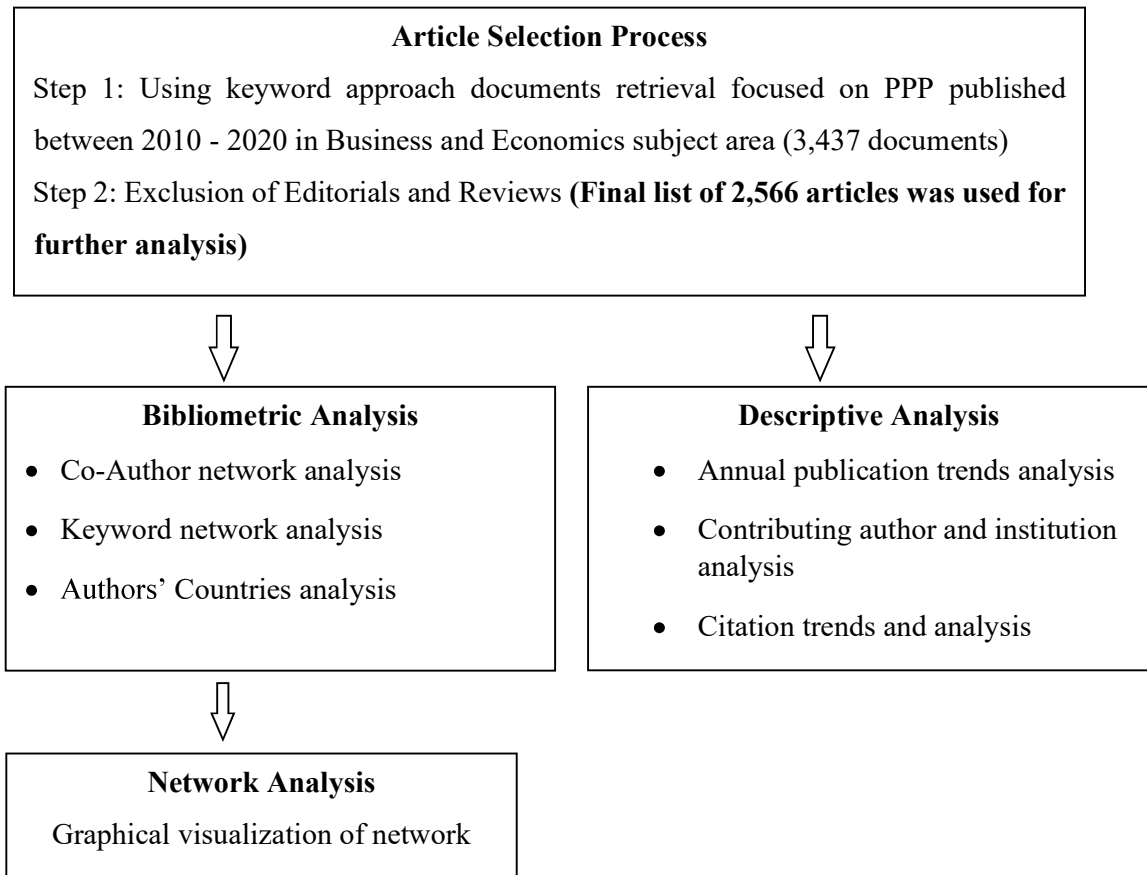 Article Selection Process
Step 1: Using keyword approach documents retrieval focused on PPP published
between 2010 - 2020 in Business and Economics subject area (3,437 documents)
Step 2: Exclusion of Editorials and Reviews (Final list of 2,566 articles was used for
further analysis)
Bibliometric Analysis
• Co-Author network analysis
• Keyword network analysis
• Authors’ Countries analysis
Descriptive Analysis
• Annual publication trends analysis
• Contributing author and institution
analysis
• Citation trends and analysis
Network Analysis
Graphical visualization of network